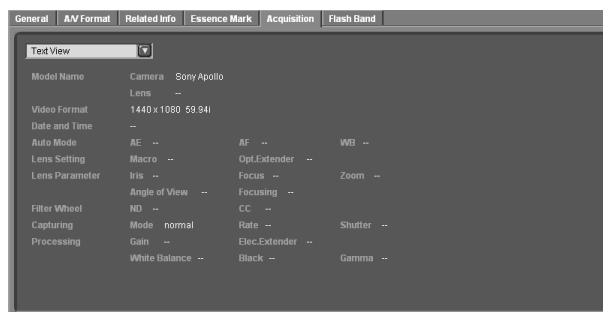 General A/V Format Related Info Essence Mark Acquisition Flash Band
Text View
Model Name Camera Sony Apollo
Lens --
Video Format 1440 x 1080 59.94i
Date and Time --
Auto Mode AE -- AF -- WB --
Lens Setting Macro -- Opt.Extender --
Lens Parameter Iris -- Focus -- Zoom --
Angle of View -- Focusing --
Filter Wheel ND -- CC --
Capturing Mode normal Rate -- Shutter --
Processing Gain -- Elec.Extender --
White Balance -- Black -- Gamma --